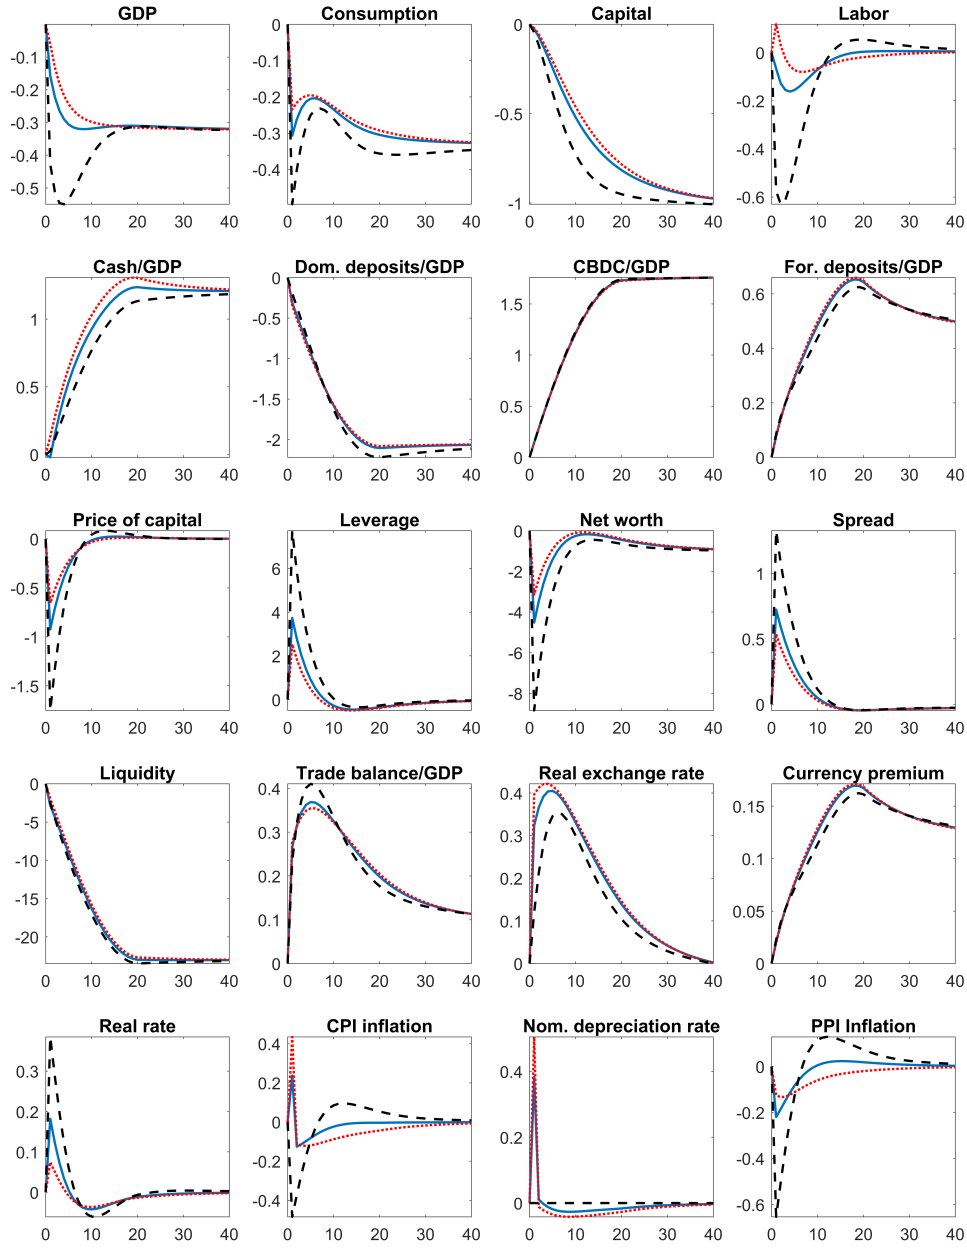 GDP
-0.1
-0.2
-0.3
-0.4
-0.5
0 10 20 30 40
Consumption
0
-0.1
-0.2
-0.3
-0.4
0 10 20 30 40
Capital
0
-0.5
-1
0 10 20 30 40
Labor
0
-0.2
-0.4
-0.6
0 10 20 30 40
Cash/GDP
1
0.5
0
0 10 20 30 40
Dom. deposits/GDP
0
-0.5
-1
-1.5
-2
0 10 20 30 40
CBDC/GDP
1.5
1
0.5
0
0 10 20 30 40
For. deposits/GDP
0.6
0.4
0.2
0
0 10 20 30 40
Price of capital
0
-0.5
-1
-1.5
0 10 20 30 40
Leverage
6
4
2
0
0 10 20 30 40
Net worth
0
-2
-4
-6
-8
0 10 20 30 40
Spread
1
0.5
0
0 10 20 30 40
Liquidity
0
-5
-10
-15
-20
0 10 20 30 40
Trade balance/GDP
0.4
0.3
0.2
0.1
0
0 10 20 30 40
Real exchange rate
0.4
0.3
0.2
0.1
0
0 10 20 30 40
Currency premium
0.15
0.1
0.05
0
0 10 20 30 40
Real rate
0.3
0.2
0.1
0
0 10 20 30 40
CPI inflation
0.4
0.2
0
-0.2
-0.4
0 10 20 30 40
Nom. depreciation rate
0.4
0.2
0
0 10 20 30 40
PPI Inflation
0
-0.2
-0.4
-0.6
0 10 20 30 40